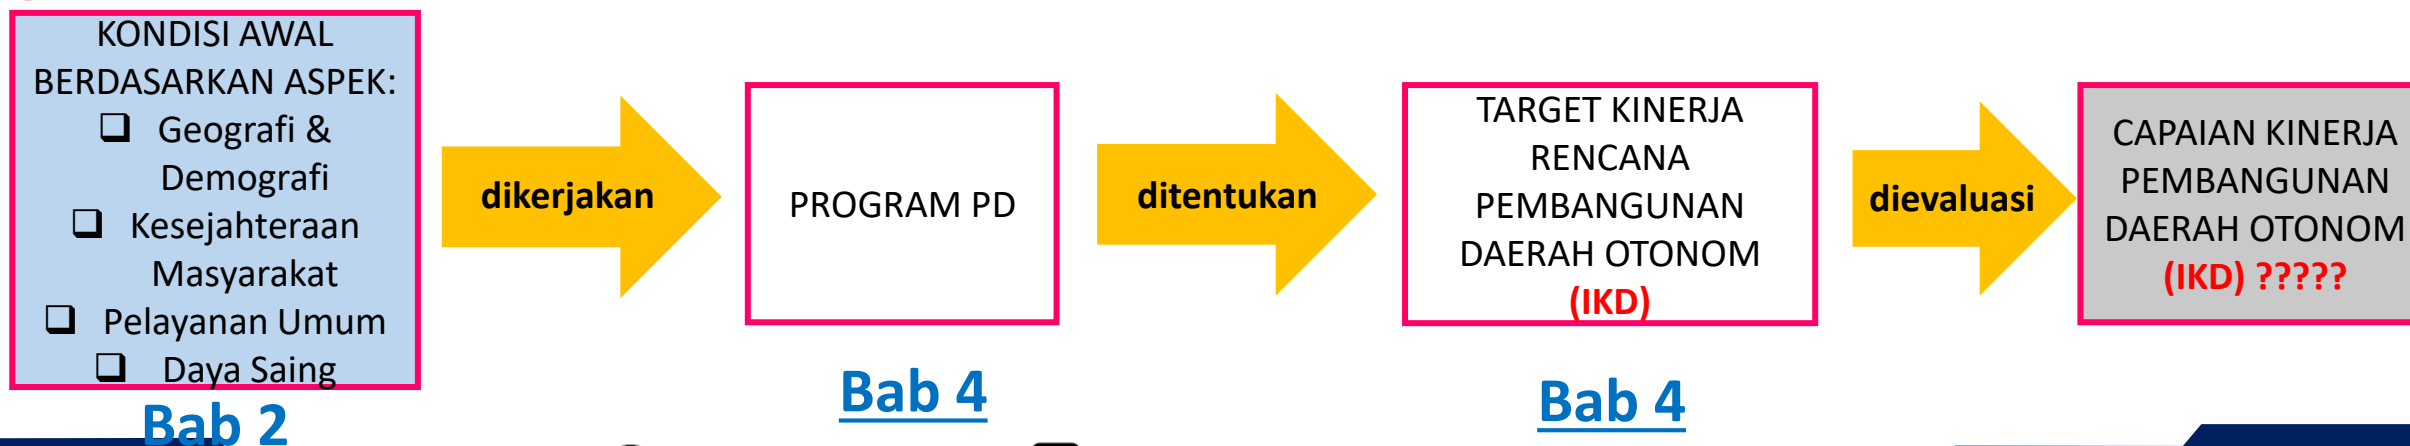 KONDISI AWAL
BERDASARKAN ASPEK:
Geografi &
Demografi
Kesejahteraan
Masyarakat
Pelayanan Umum
Daya Saing
Bab 2
dikerjakan
PROGRAM PD
Bab 4
ditentukan
TARGET KINERJA
RENCANA
PEMBANGUNAN
DAERAH OTONOM
(IKD)
Bab 4
dievaluasi
CAPAIAN KINERJA
PEMBANGUNAN
DAERAH OTONOM
(IKD) ?????